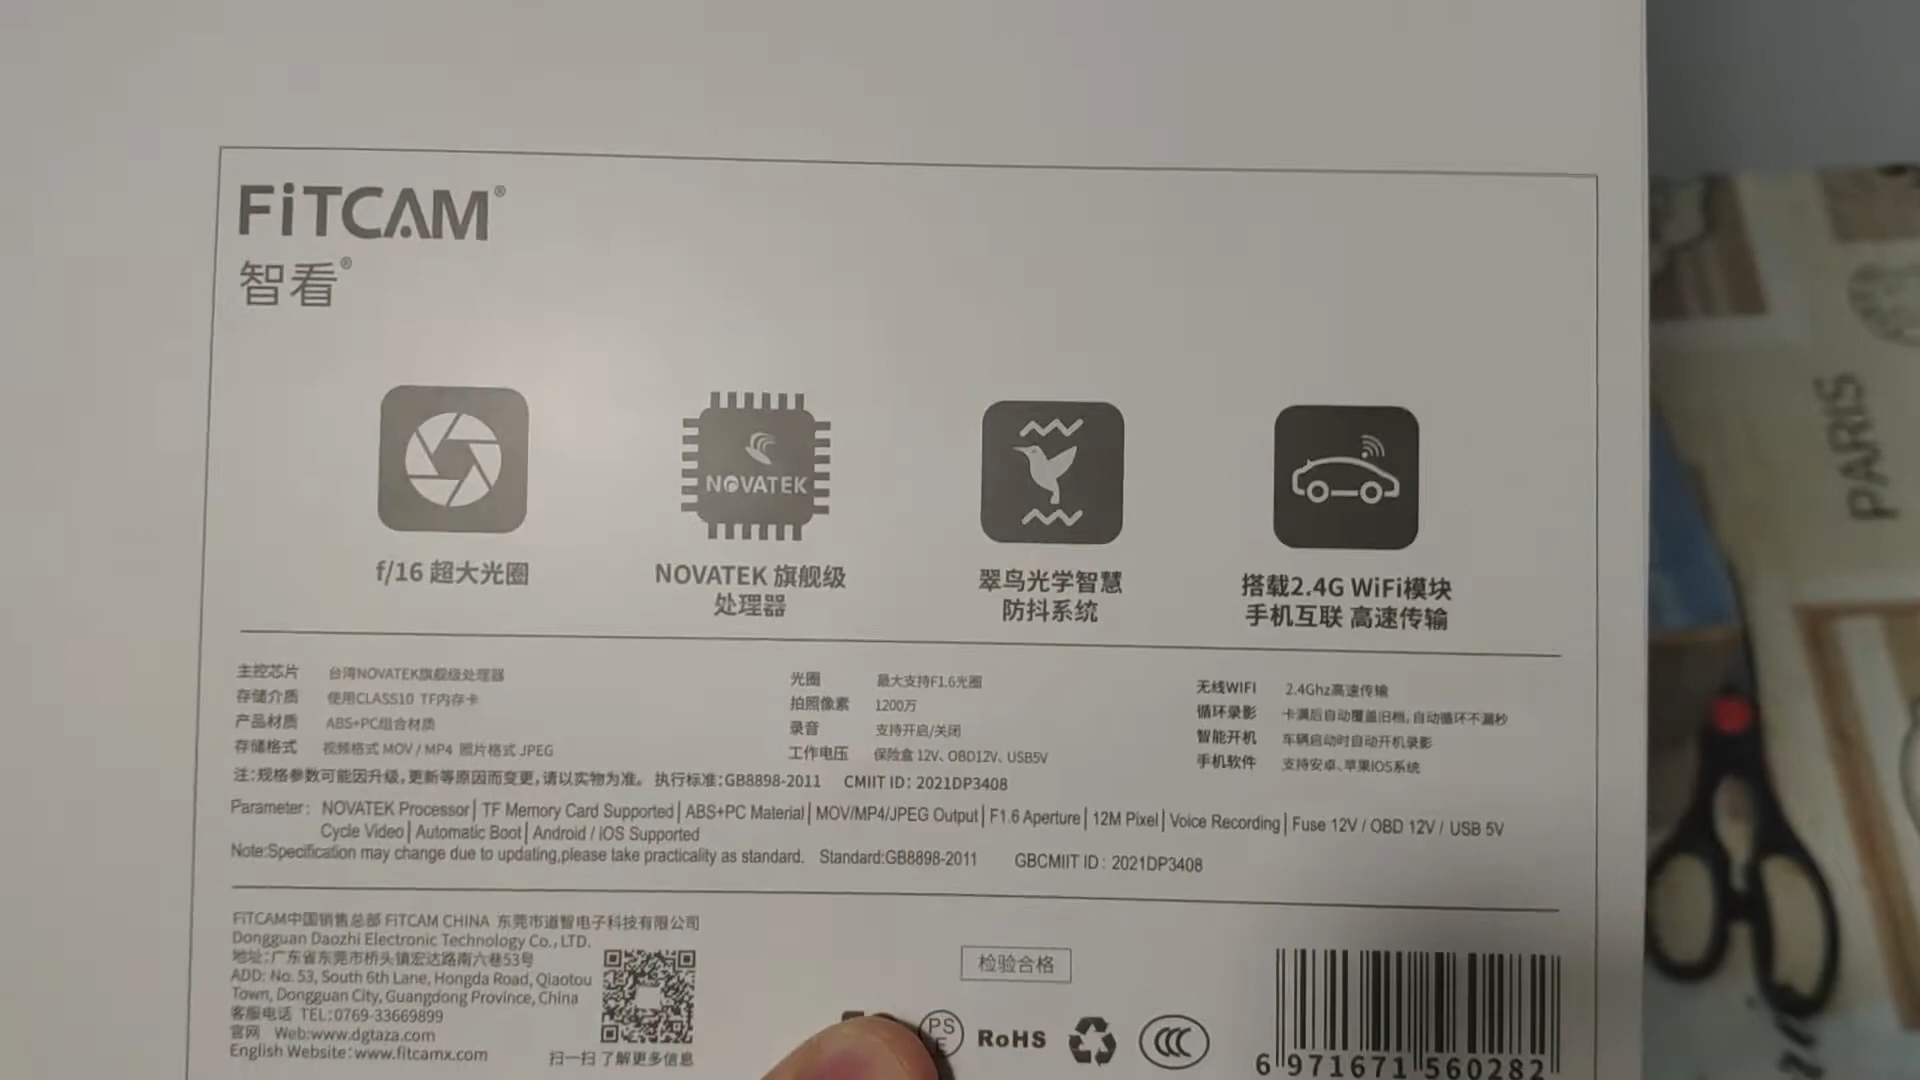 FiTCAM®
智看®
NOVATEK
f/16 超大光圈
NOVATEK 旗舰级
处理器
翠鸟光学智慧
防抖系统
搭载2.4G WiFi模块
手机互联 高速传输
主控芯片 台湾NOVATEK旗舰级处理器
存储介质 使用CLASS10 TF内存卡
产品材质 ABS+PC组合材质
存储格式 视频格式 MOV / MP4 照片格式 JPEG
光圈 最大支持F1.6光圈
拍照像素 1200万
录音 支持开启/关闭
工作电压 保险盒 12V、OBD12V、USB5V
无线WIFI 2.4Ghz高速传输
循环录影 卡满后自动覆盖旧档，自动循环不漏秒
智能开机 车辆启动时自动开机录影
手机软件 支持安卓、苹果IOS系统
注：规格参数可能因升级，更新等原因而变更，请以实物为准。 执行标准：GB8898-2011 CMIIT ID：2021DP3408
Parameter： NOVATEK Processor | TF Memory Card Supported | ABS+PC Material | MOV/MP4/JPEG Output | F1.6 Aperture | 12M Pixel | Voice Recording | Fuse 12V / OBD 12V / USB 5V
Cycle Video | Automatic Boot | Android / IOS Supported
Note:Specification may change due to updating,please take practicality as standard. Standard:GB8898-2011 GBCMIIT ID：2021DP3408
FiTCAM中国销售总部 FiTCAM CHINA 东莞市道智电子科技有限公司
Dongguan Daozhi Electronic Technology Co., LTD.
地址：广东省东莞市桥头镇宏达路南六巷53号
ADD: No. 53, South 6th Lane, Hongda Road, Qiaotou
Town, Dongguan City, Guangdong Province, China
客服电话 TEL：0769-33669899
官网 Web:www.dgtaza.com
English Website：www.fitcamx.com
扫一扫 了解更多信息
检验合格
PS
E
RoHS
CCC
6 971671 560282
PARIS